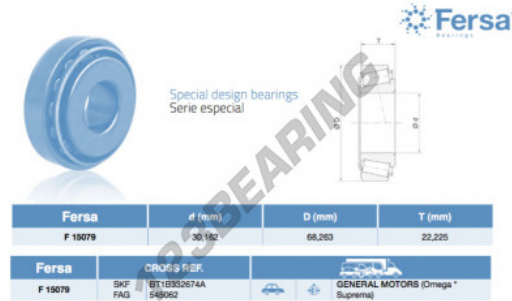 Fersa
Bearings
Special design bearings
Serie especial
T
Ø D
Ø d
123BEARING
Fersa d (mm) D (mm) T (mm)
F 15079 30,162 68,263 22,225
Fersa CROSS REF.
F 15079 SKF BT1B332674A GENERAL MOTORS (Omega *
FAG 545062 Suprema)